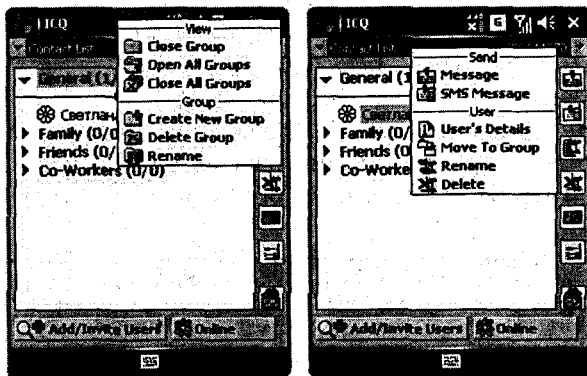 ICQ
View
Close Group
Open All Groups
Close All Groups
Group
Create New Group
Delete Group
Rename
Contact List
General (1/
Светлан
Family (0/0
Friends (0/
Co-Workers (0/0)
Add/Invite Users
Online
ICQ
Send
Message
SMS Message
User
User's Details
Move To Group
Rename
Delete
Contact List
General (1
Светлан
Family (0/
Friends (0/
Co-Worke
Add/Invite Users
Online